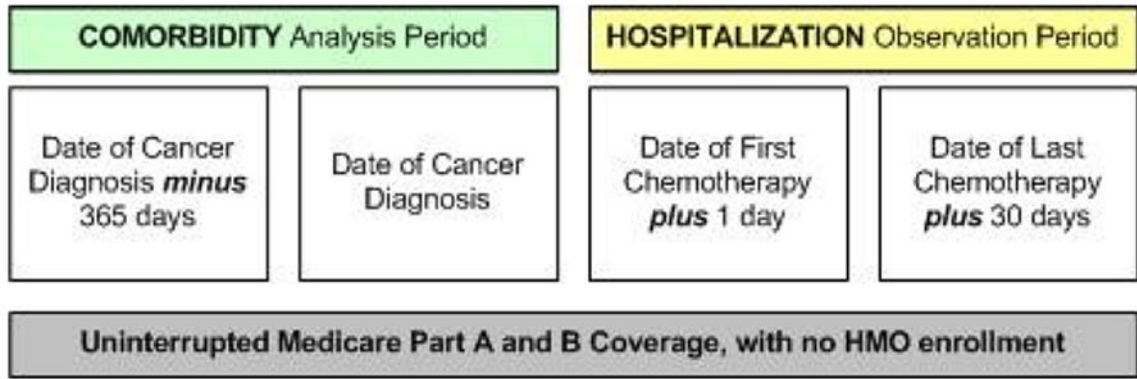 COMORBIDITY Analysis Period
HOSPITALIZATION Observation Period
Date of Cancer
Diagnosis minus
365 days
Date of Cancer
Diagnosis
Date of First
Chemotherapy
plus 1 day
Date of Last
Chemotherapy
plus 30 days
Uninterrupted Medicare Part A and B Coverage, with no HMO enrollment